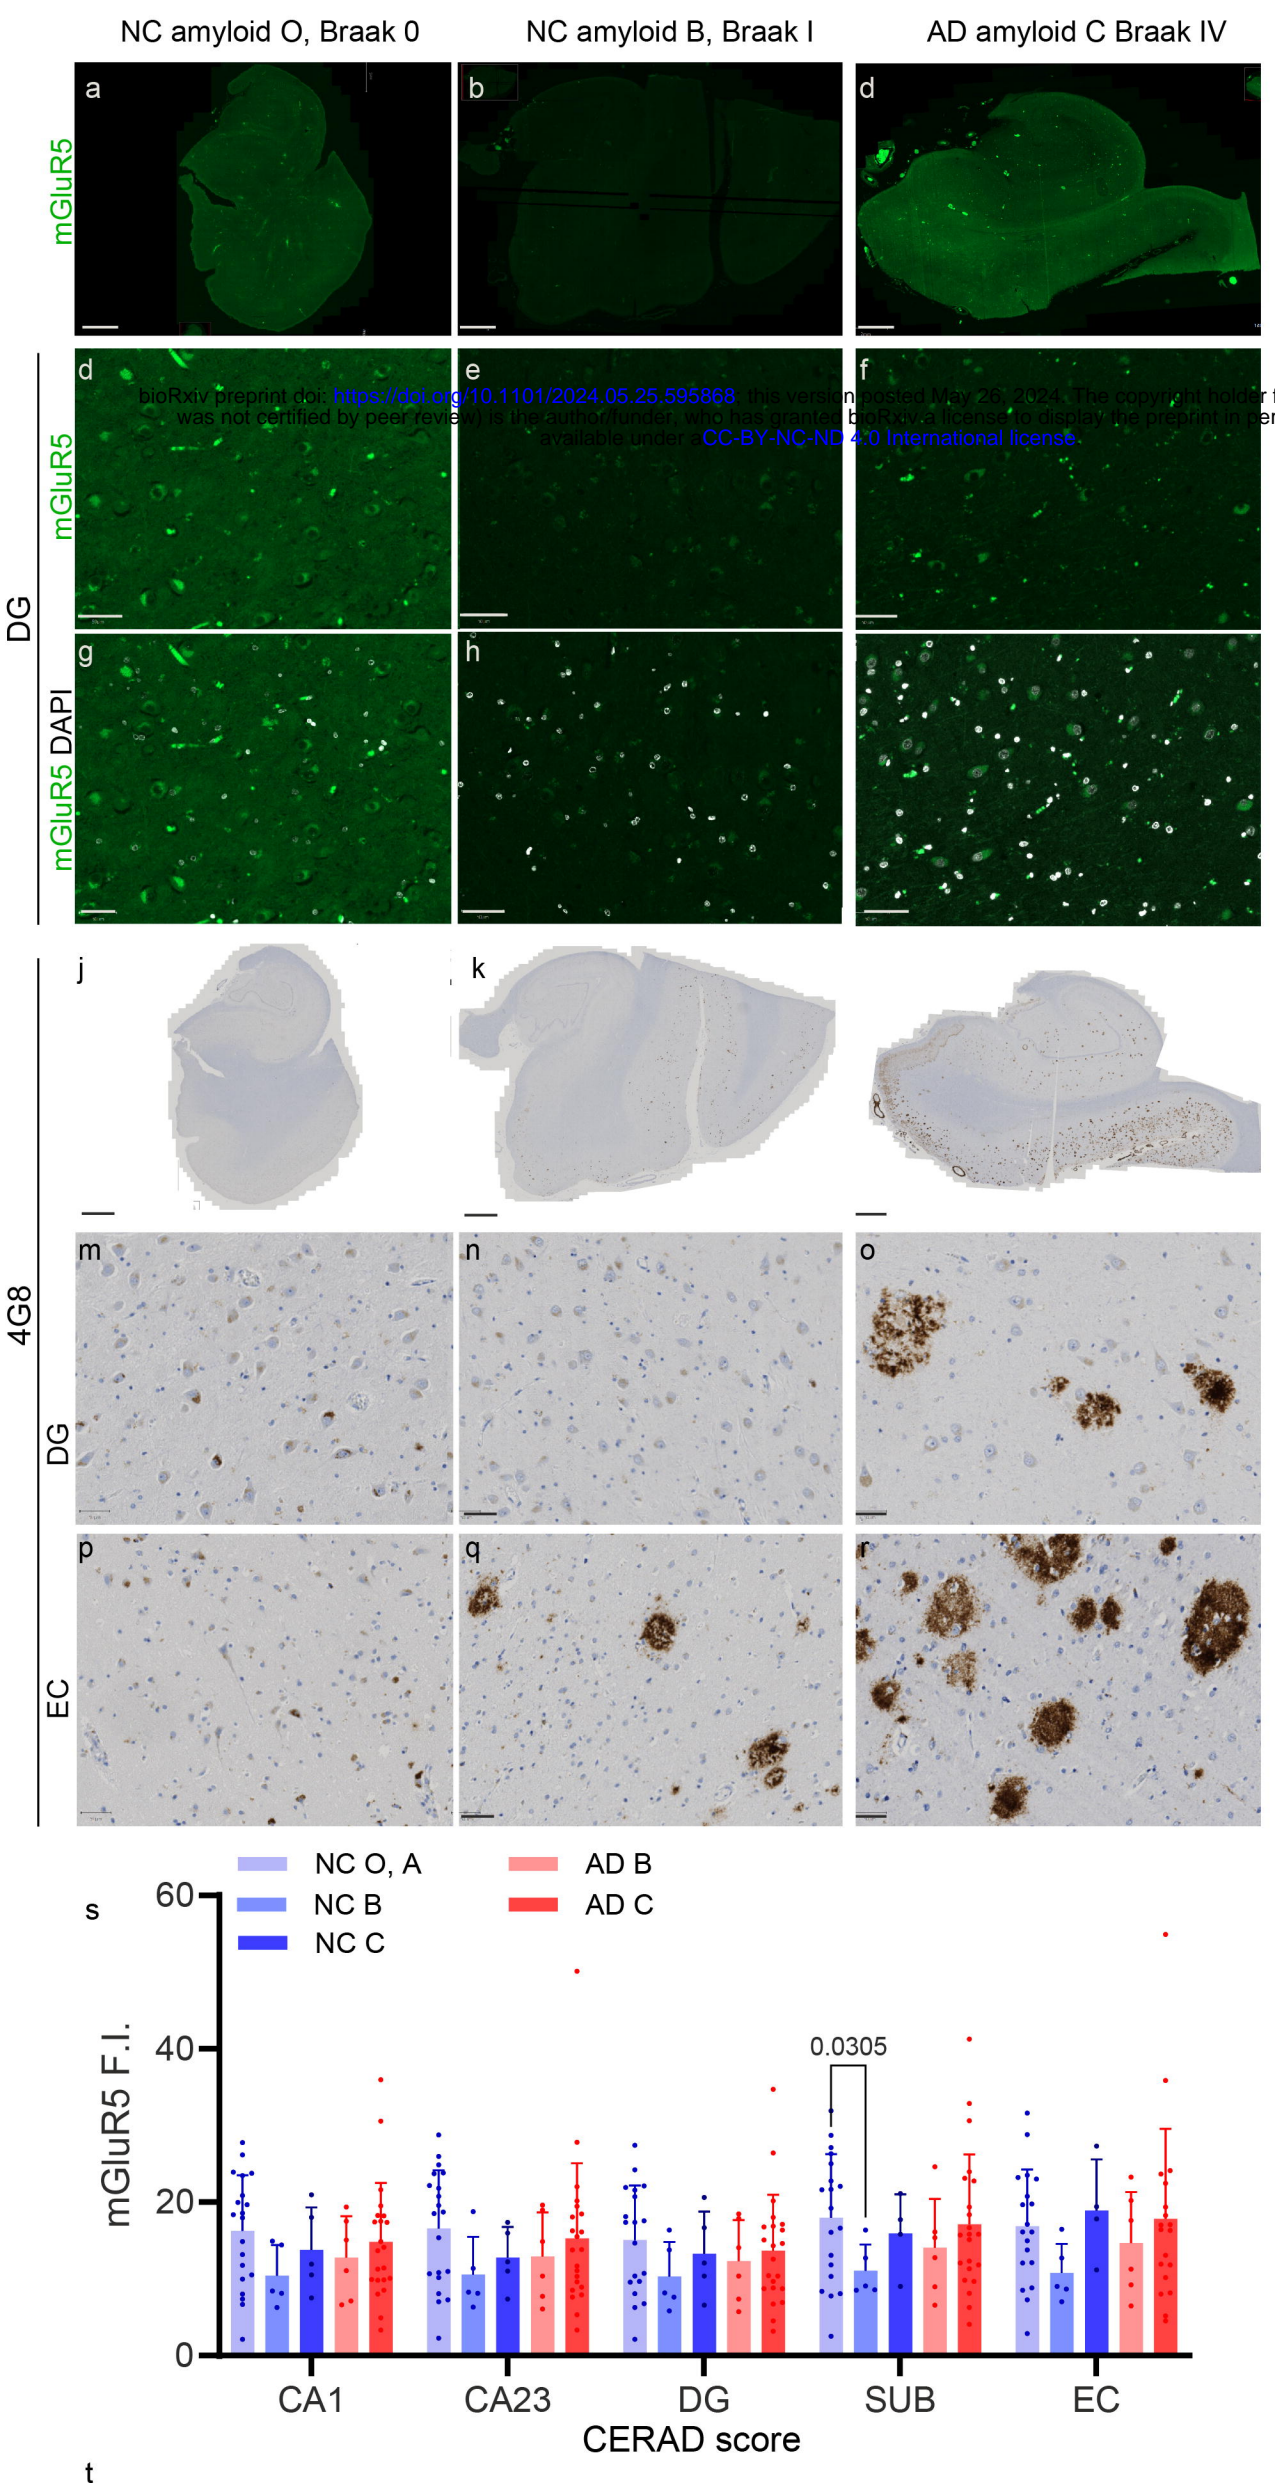 NC amyloid O, Braak 0
NC amyloid B, Braak I
AD amyloid C Braak IV
mGluR5
a
b
d
DG
mGluR5
d
e
f
bioRxiv preprint doi: https://doi.org/10.1101/2024.05.25.595868; this version posted May 26, 2024. The copyright holder f
was not certified by peer review) is the author/funder, who has granted bioRxiv a license to display the preprint in per
available under aCC-BY-NC-ND 4.0 International license
mGluR5 DAPI
g
h
4G8
j
k
DG
m
n
o
EC
p
q
r
s
NC O, A
NC B
NC C
AD B
AD C
mGluR5 F.I.
60
40
20
0
0.0305
CA1
CA23
DG
SUB
EC
CERAD score
t